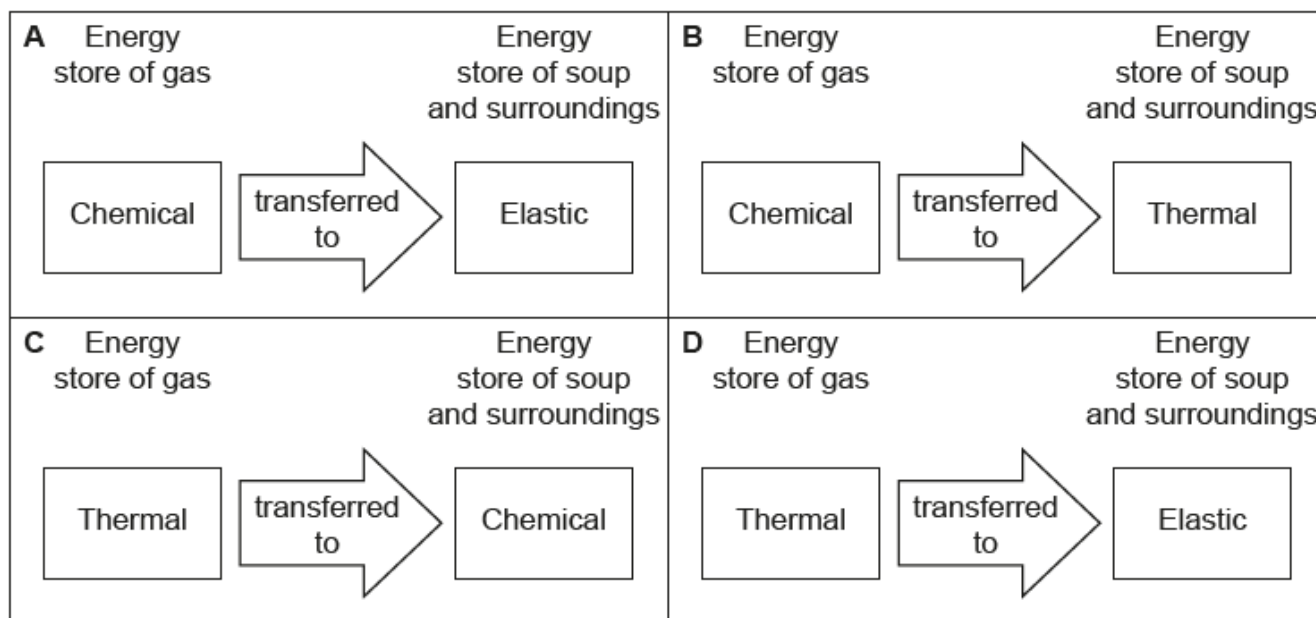 A Energy
store of gas
Energy
store of soup
and surroundings
Chemical
transferred
to
Elastic
B Energy
store of gas
Energy
store of soup
and surroundings
Chemical
transferred
to
Thermal
C Energy
store of gas
Energy
store of soup
and surroundings
Thermal
transferred
to
Chemical
D Energy
store of gas
Energy
store of soup
and surroundings
Thermal
transferred
to
Elastic